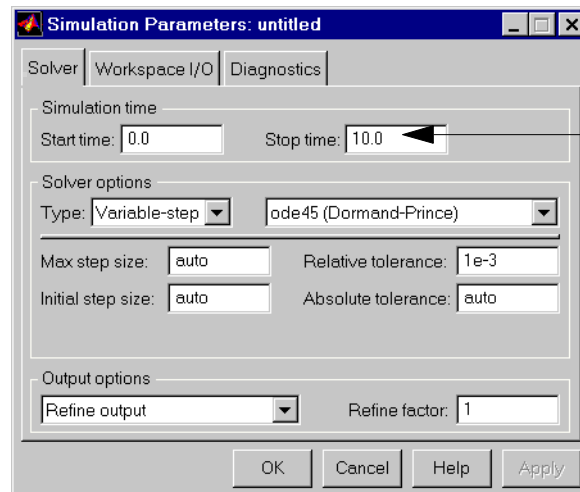 Simulation Parameters: untitled
Solver Workspace I/O Diagnostics
Simulation time
Start time: 0.0 Stop time: 10.0
Solver options
Type: Variable-step ode45 (Dormand-Prince)
Max step size: auto Relative tolerance: 1e-3
Initial step size: auto Absolute tolerance: auto
Output options
Refine output Refine factor: 1
OK Cancel Help Apply